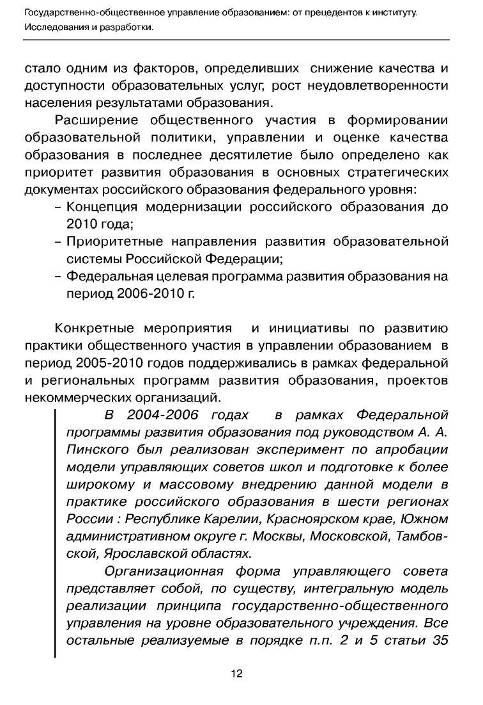 Государственно-общественное управление образованием: от прецедентов к институту.
Исследования и разработки.
стало одним из факторов, определивших снижение качества и
доступности образовательных услуг, рост неудовлетворенности
населения результатами образования.
Расширение общественного участия в формировании
образовательной политики, управлении и оценке качества
образования в последнее десятилетие было определено как
приоритет развития образования в основных стратегических
документах российского образования федерального уровня:
– Концепция модернизации российского образования до
2010 года;
– Приоритетные направления развития образовательной
системы Российской Федерации;
– Федеральная целевая программа развития образования на
период 2006-2010 г.
Конкретные мероприятия и инициативы по развитию
практики общественного участия в управлении образованием в
период 2005-2010 годов поддерживались в рамках федеральной
и региональных программ развития образования, проектов
некоммерческих организаций.
В 2004-2006 годах в рамках Федеральной
программы развития образования под руководством А. А.
Пинского был реализован эксперимент по апробации
модели управляющих советов школ и подготовке к более
широкому и массовому внедрению данной модели в
практике российского образования в шести регионах
России : Республике Карелии, Красноярском крае, Южном
административном округе г. Москвы, Московской, Тамбов-
ской, Ярославской областях.
Организационная форма управляющего совета
представляет собой, по существу, интегральную модель
реализации принципа государственно-общественного
управления на уровне образовательного учреждения. Все
остальные реализуемые в порядке п.п. 2 и 5 статьи 35
12